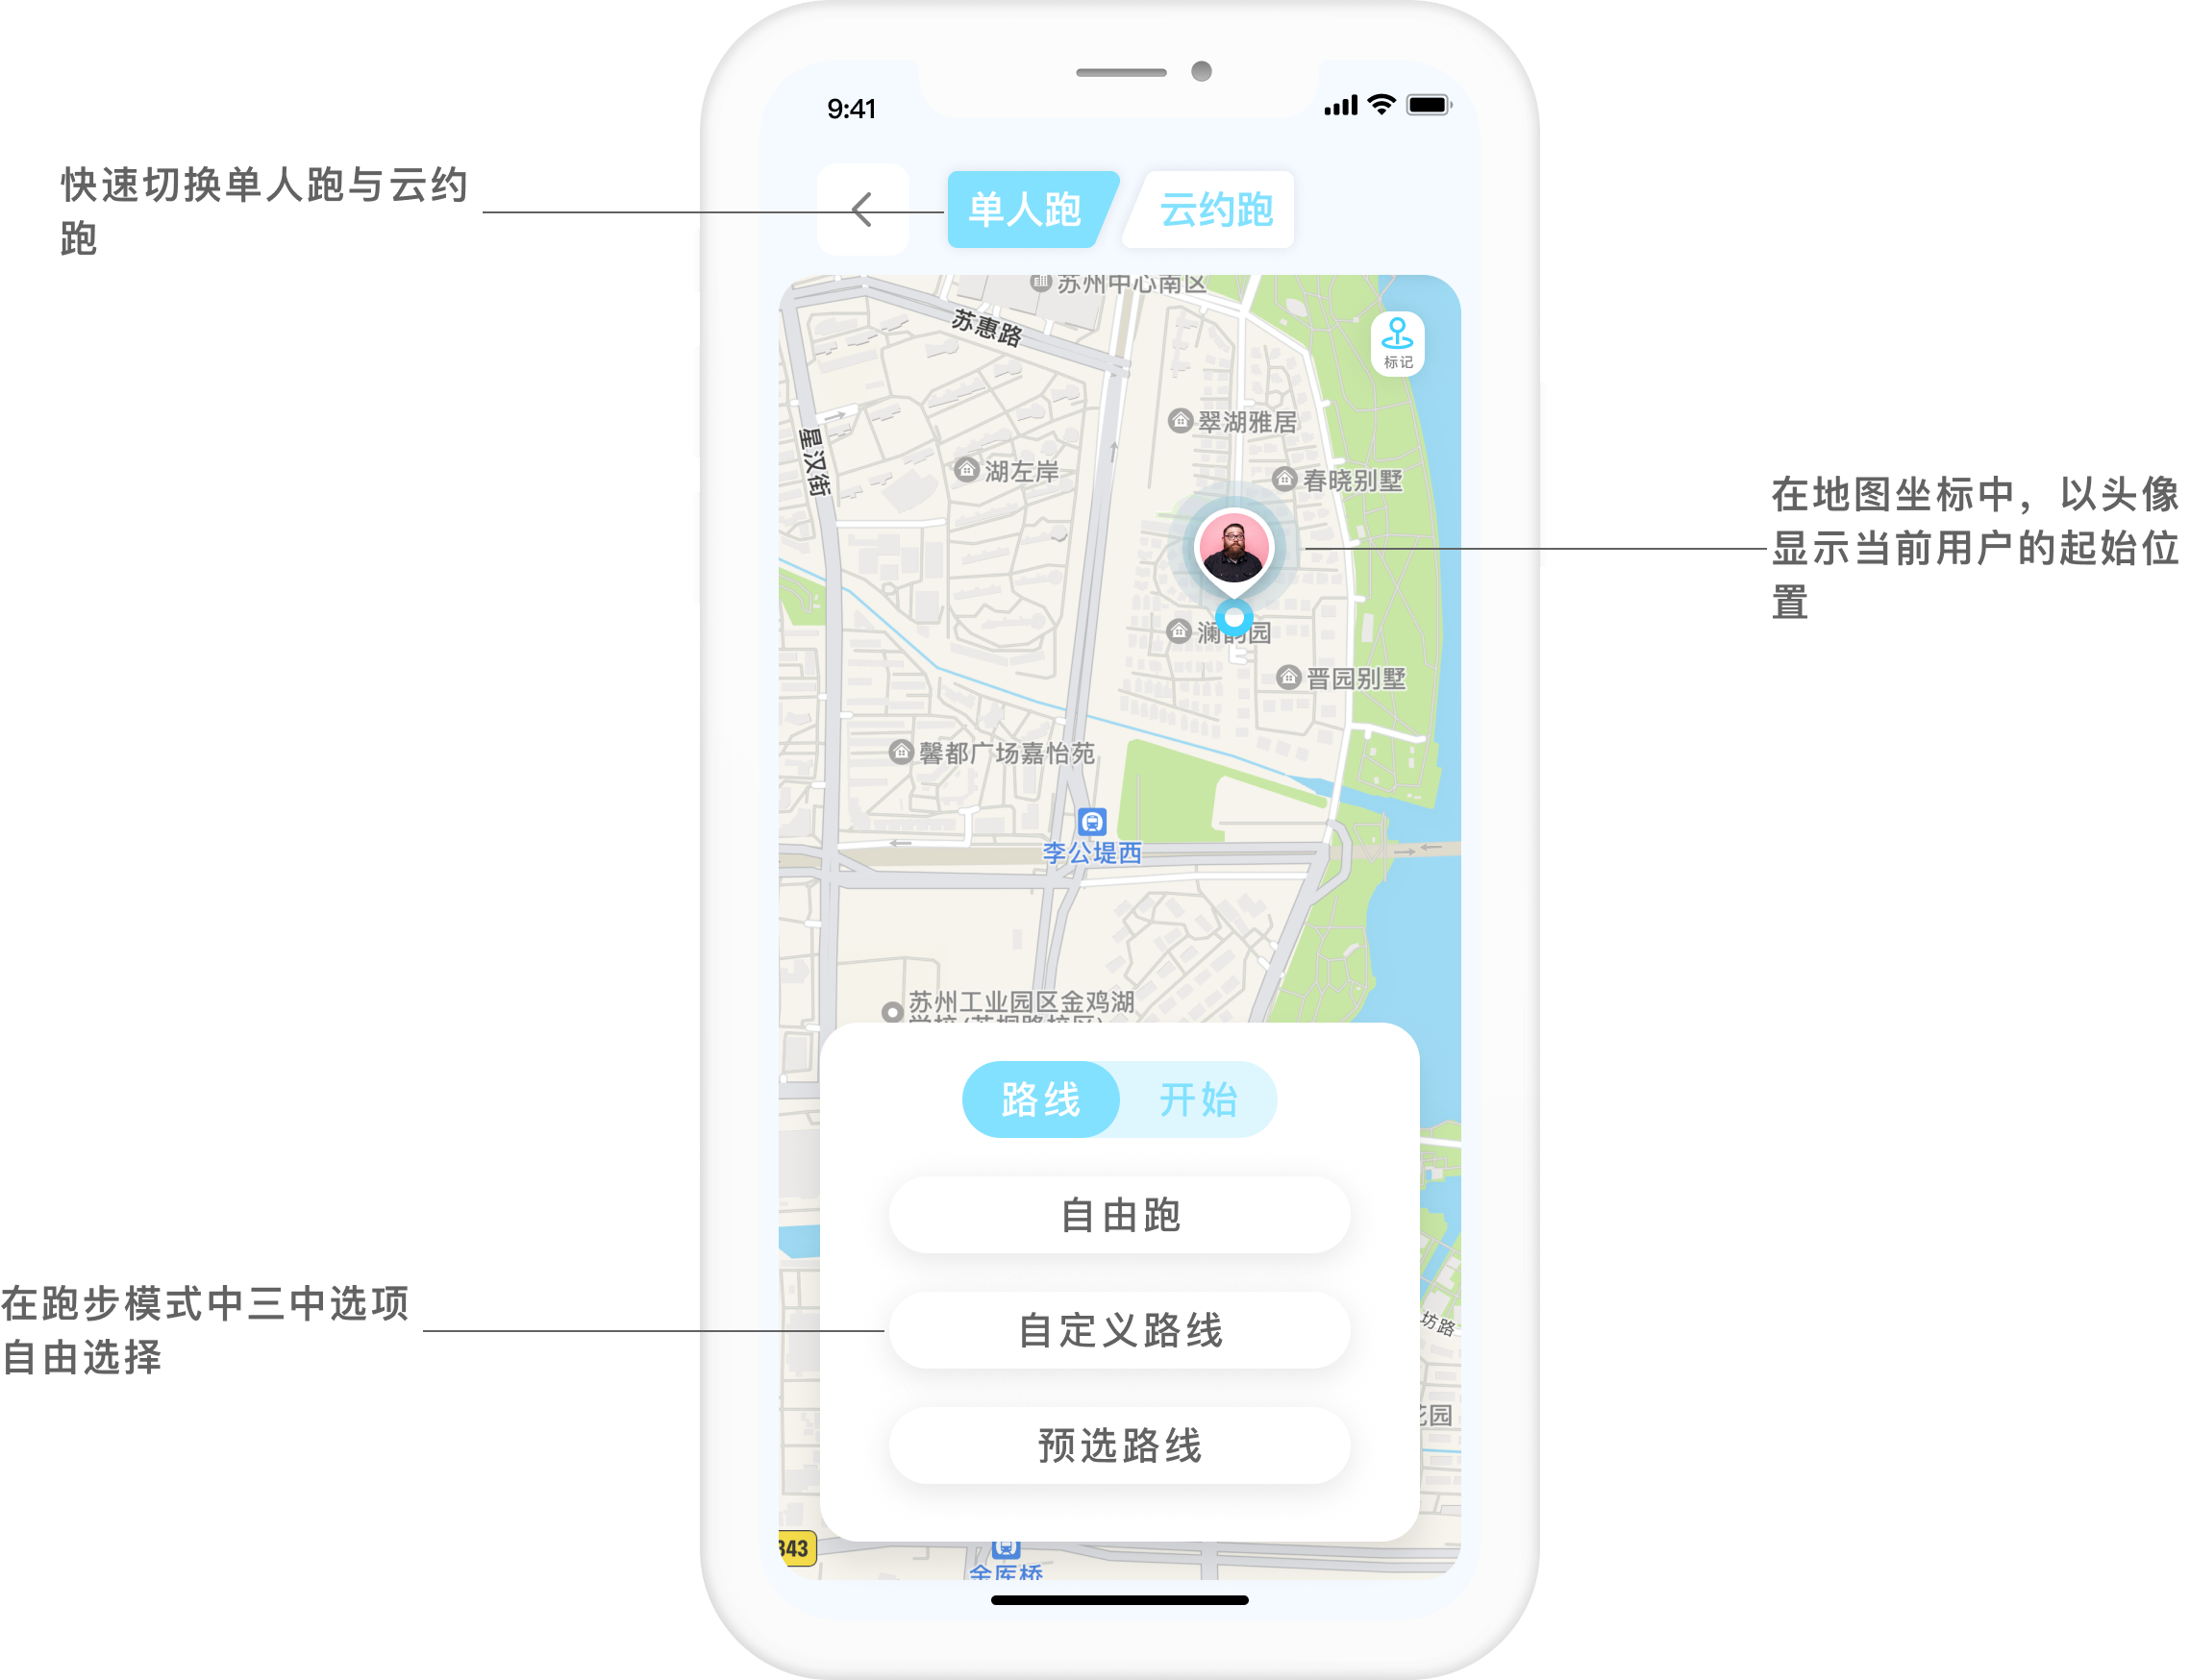 9:41
快速切换单人跑与云约
跑
单人跑
云约跑
苏州中心南区
苏惠路
标记
星汉街
翠湖雅居
湖左岸
春晓别墅
在地图坐标中，以头像
显示当前用户的起始位
置
澜韵园
晋园别墅
馨都广场嘉怡苑
李公堤西
苏州工业园区金鸡湖
路线
开始
自由跑
在跑步模式中三中选项
自由选择
自定义路线
坊路
预选路线
花园
343
金厍桥